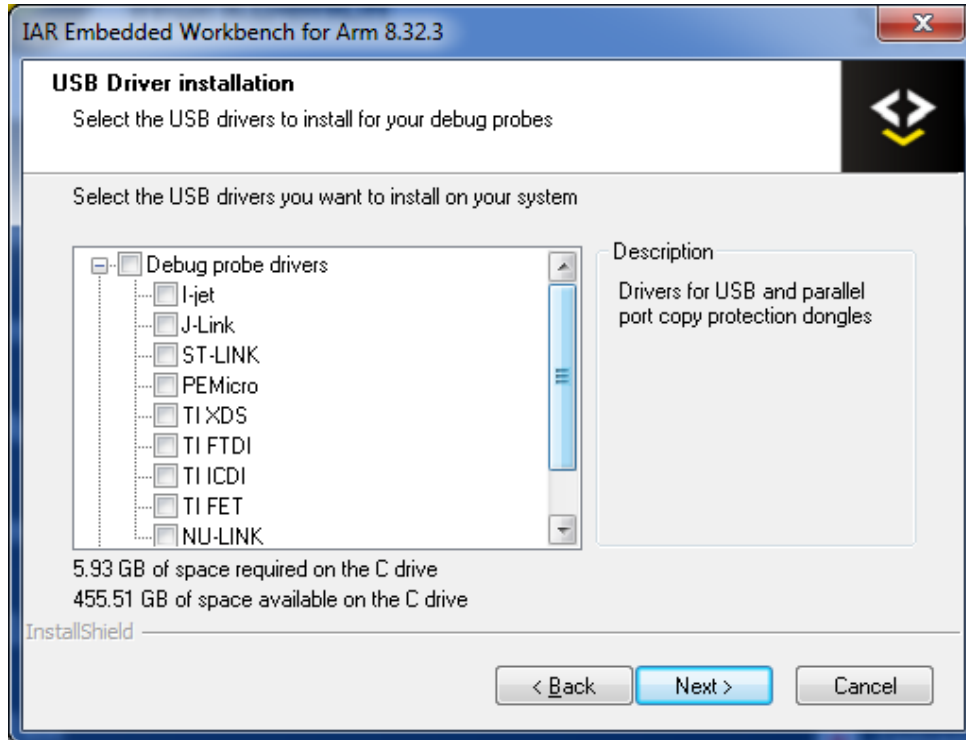 IAR Embedded Workbench for Arm 8.32.3
USB Driver installation
Select the USB drivers to install for your debug probes
Select the USB drivers you want to install on your system
Debug probe drivers
I-jet
J-Link
ST-LINK
PEMicro
TI XDS
TI FTDI
TI ICDI
TI FET
NU-LINK
Description
Drivers for USB and parallel
port copy protection dongles
5.93 GB of space required on the C drive
455.51 GB of space available on the C drive
InstallShield
< Back
Next >
Cancel